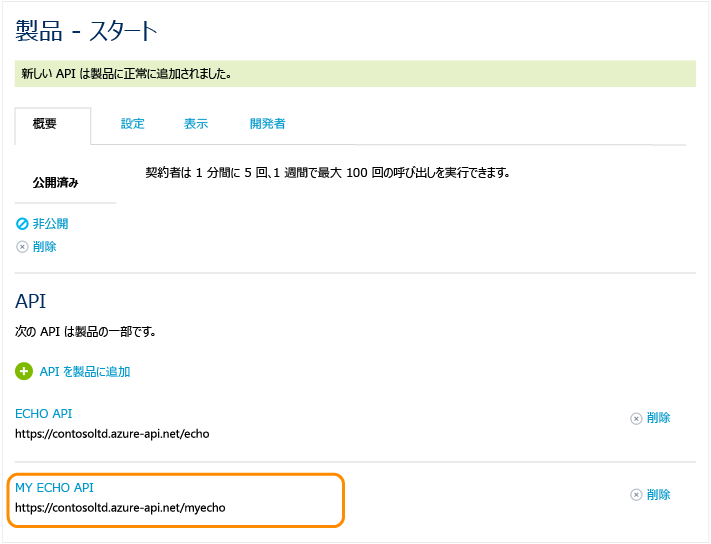 製品 - スタート
新しい API は製品に正常に追加されました。
概要 設定 表示 開発者
公開済み 契約者は 1 分間に 5 回、1 週間で最大 100 回の呼び出しを実行できます。
非公開
削除
API
次の API は製品の一部です。
API を製品に追加
ECHO API 削除
https://contosoltd.azure-api.net/echo
MY ECHO API 削除
https://contosoltd.azure-api.net/myecho